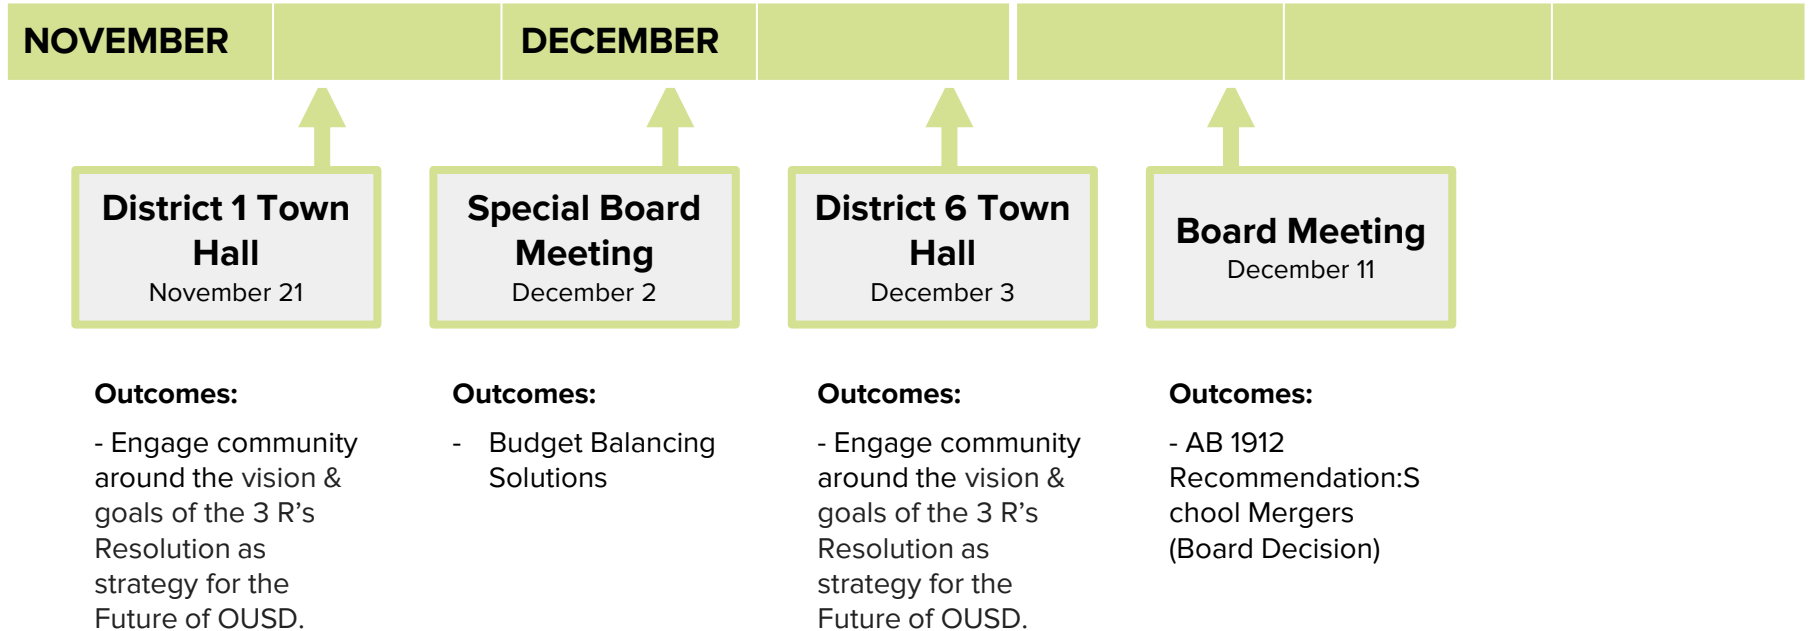 NOVEMBER
DECEMBER
District 1 Town
Hall
November 21
Special Board
Meeting
December 2
District 6 Town
Hall
December 3
Board Meeting
December 11
Outcomes:
- Engage community
around the vision &
goals of the 3 R’s
Resolution as
strategy for the
Future of OUSD.
Outcomes:
- Budget Balancing
Solutions
Outcomes:
- Engage community
around the vision &
goals of the 3 R’s
Resolution as
strategy for the
Future of OUSD.
Outcomes:
- AB 1912
Recommendation:S
chool Mergers
(Board Decision)